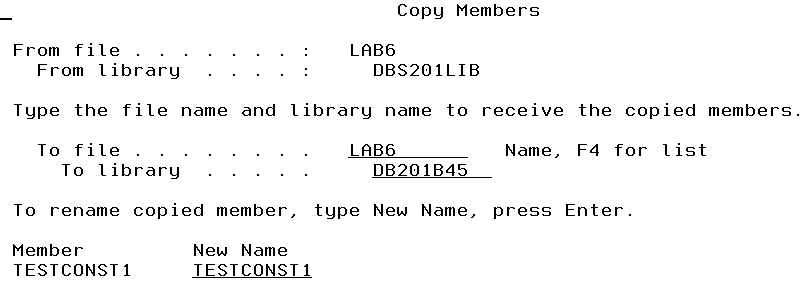 Copy Members
From file . . . . . . . :   LAB6
From library  . . . . :     DBS201LIB
Type the file name and library name to receive the copied members.
To file . . . . . . . .   LAB6   Name, F4 for list
To library  . . . . .   DB201B45
To rename copied member, type New Name, press Enter.
Member   New Name
TESTCONST1   TESTCONST1